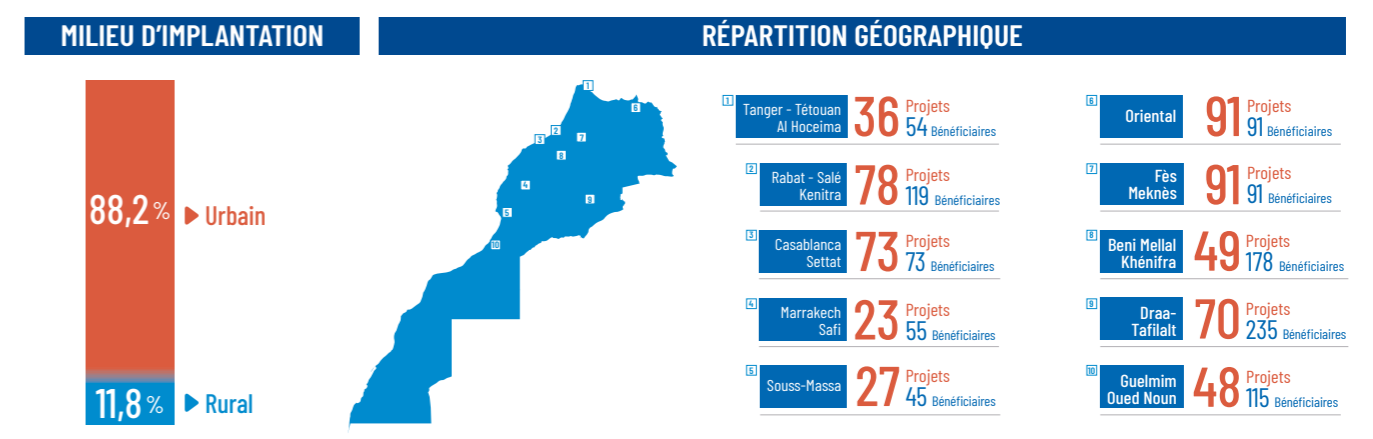 MILIEU D'IMPLANTATION
RÉPARTITION GÉOGRAPHIQUE
88,2 %
Urbain
11,8 %
Rural
1
6
2
3
7
8
4
9
5
10
1
Tanger - Tétouan
Al Hoceima
36 Projets
54 Bénéficiaires
2
Rabat - Salé
Kenitra
78 Projets
119 Bénéficiaires
3
Casablanca
Settat
73 Projets
73 Bénéficiaires
4
Marrakech
Safi
23 Projets
55 Bénéficiaires
5
Souss-Massa
27 Projets
45 Bénéficiaires
6
Oriental
91 Projets
91 Bénéficiaires
7
Fès
Meknès
91 Projets
91 Bénéficiaires
8
Beni Mellal
Khénifra
49 Projets
178 Bénéficiaires
9
Draa-
Tafilalt
70 Projets
235 Bénéficiaires
10
Guelmim
Oued Noun
48 Projets
115 Bénéficiaires